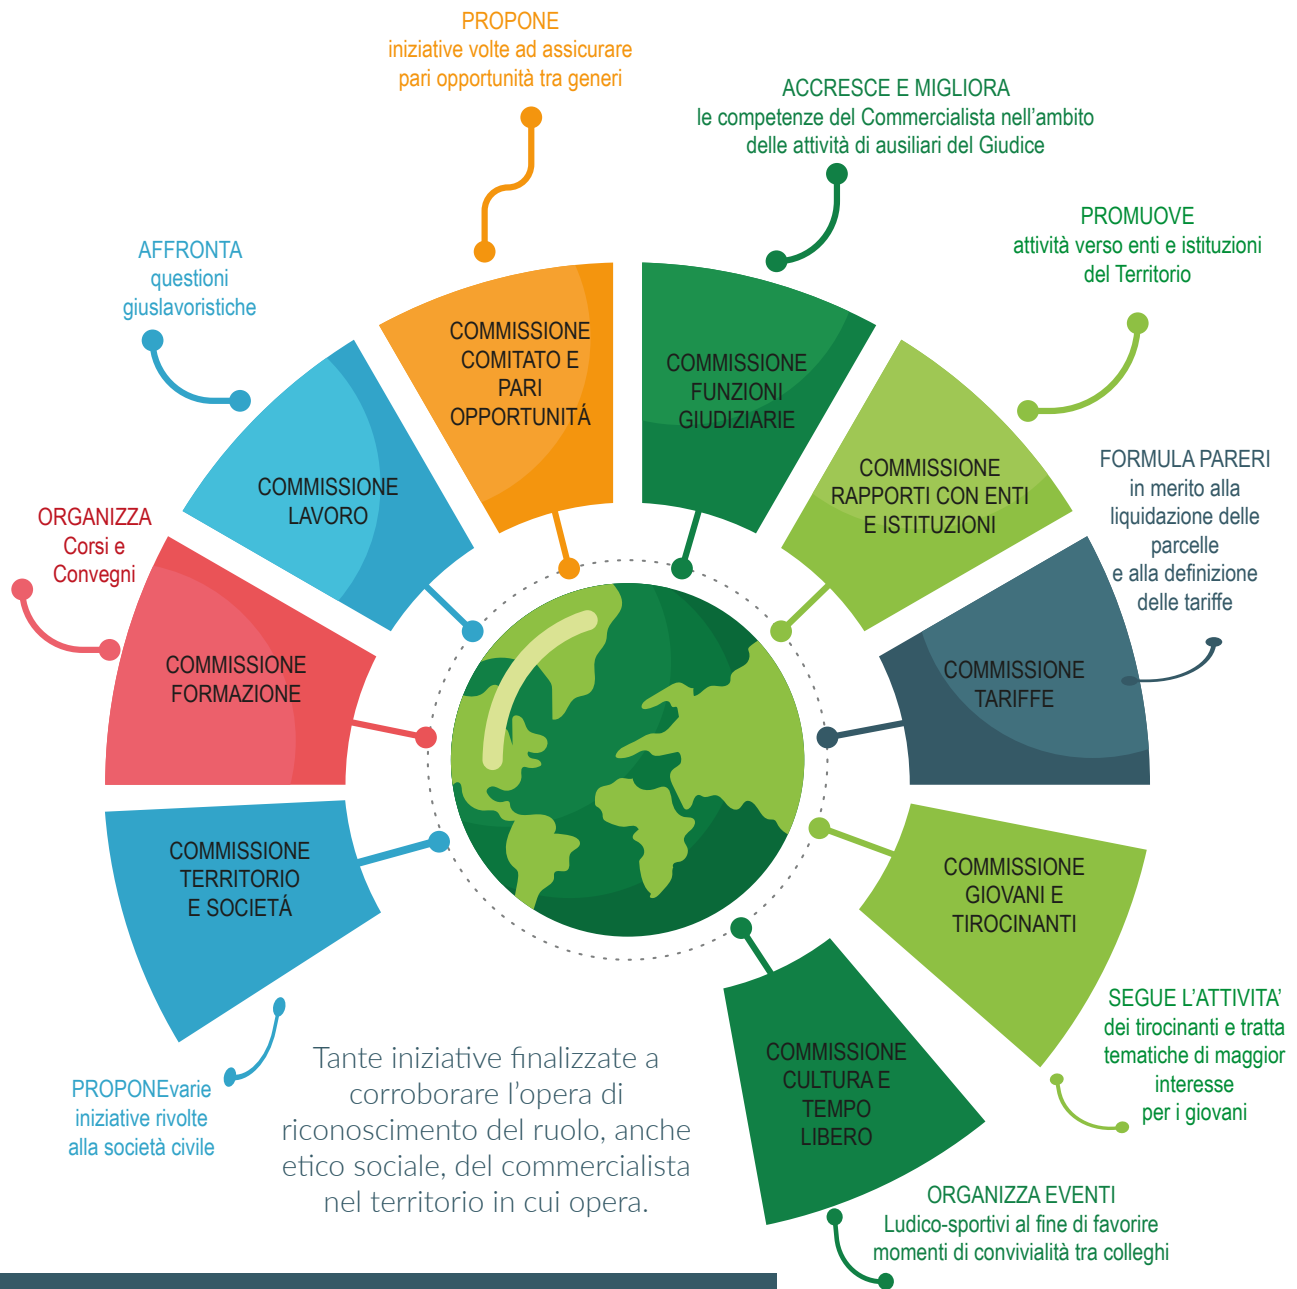 PROPONE
iniziative volte ad assicurare
pari opportunità tra generi
ACCRESCE E MIGLIORA
le competenze del Commercialista nell'ambito
delle attività di ausiliari del Giudice
PROMUOVE
attività verso enti e istituzioni
del Territorio
AFFRONTA
questioni
giuslavoristiche
COMMISSIONE
COMITATO E
PARI
OPPORTUNITÁ
COMMISSIONE
FUNZIONI
GIUDIZIARIE
COMMISSIONE
RAPPORTI CON ENTI
E ISTITUZIONI
FORMULA PARERI
in merito alla
liquidazione delle
parcelle
e alla definizione
delle tariffe
COMMISSIONE
LAVORO
ORGANIZZA
Corsi e
Convegni
COMMISSIONE
FORMAZIONE
COMMISSIONE
TARIFFE
COMMISSIONE
TERRITORIO
E SOCIETÁ
COMMISSIONE
GIOVANI E
TIROCINANTI
SEGUE L'ATTIVITA'
dei tirocinanti e tratta
tematiche di maggior
interesse
per i giovani
PROPONEvarie
iniziative rivolte
alla società civile
Tante iniziative finalizzate a
corroborare l'opera di
riconoscimento del ruolo, anche
etico sociale, del commercialista
nel territorio in cui opera.
COMMISSIONE
CULTURA E
TEMPO
LIBERO
ORGANIZZA EVENTI
Ludico-sportivi al fine di favorire
momenti di convivialità tra colleghi